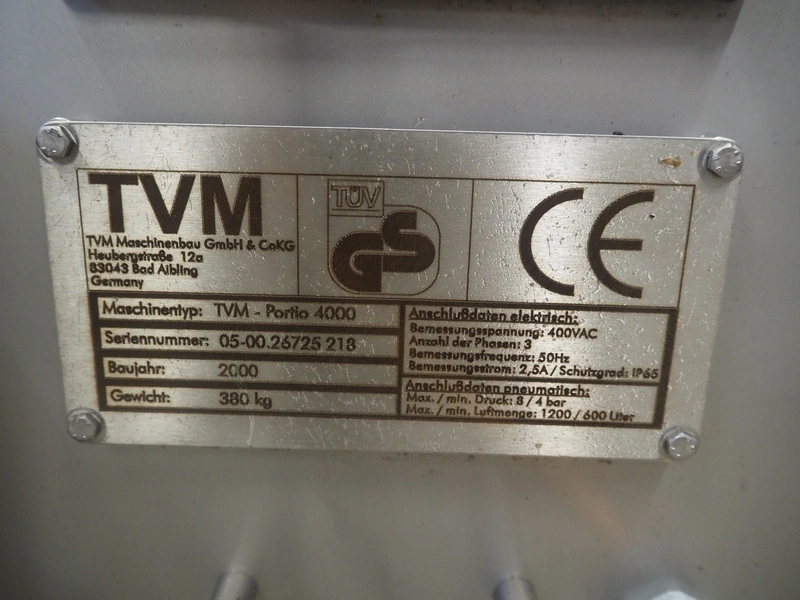 TVM
TVM Maschinenbau GmbH & CoKG
Heubergstraße 12a
83043 Bad Aibling
Germany
TÜV
GS
CE
Maschinentyp: TVM - Portio 4000
Seriennummer: 05-00.26725 218
Baujahr: 2000
Gewicht: 380 kg
Anschlußdaten elektrisch:
Bemessungsspannung: 400VAC
Anzahl der Phasen: 3
Bemessungsfrequenz: 50Hz
Bemessungsstrom: 2,5A / Schutzgrad: IP65
Anschlußdaten pneumatisch:
Max. / min. Druck: 8 / 4 bar
Max. / min. Luftmenge: 1200 / 600 Liter